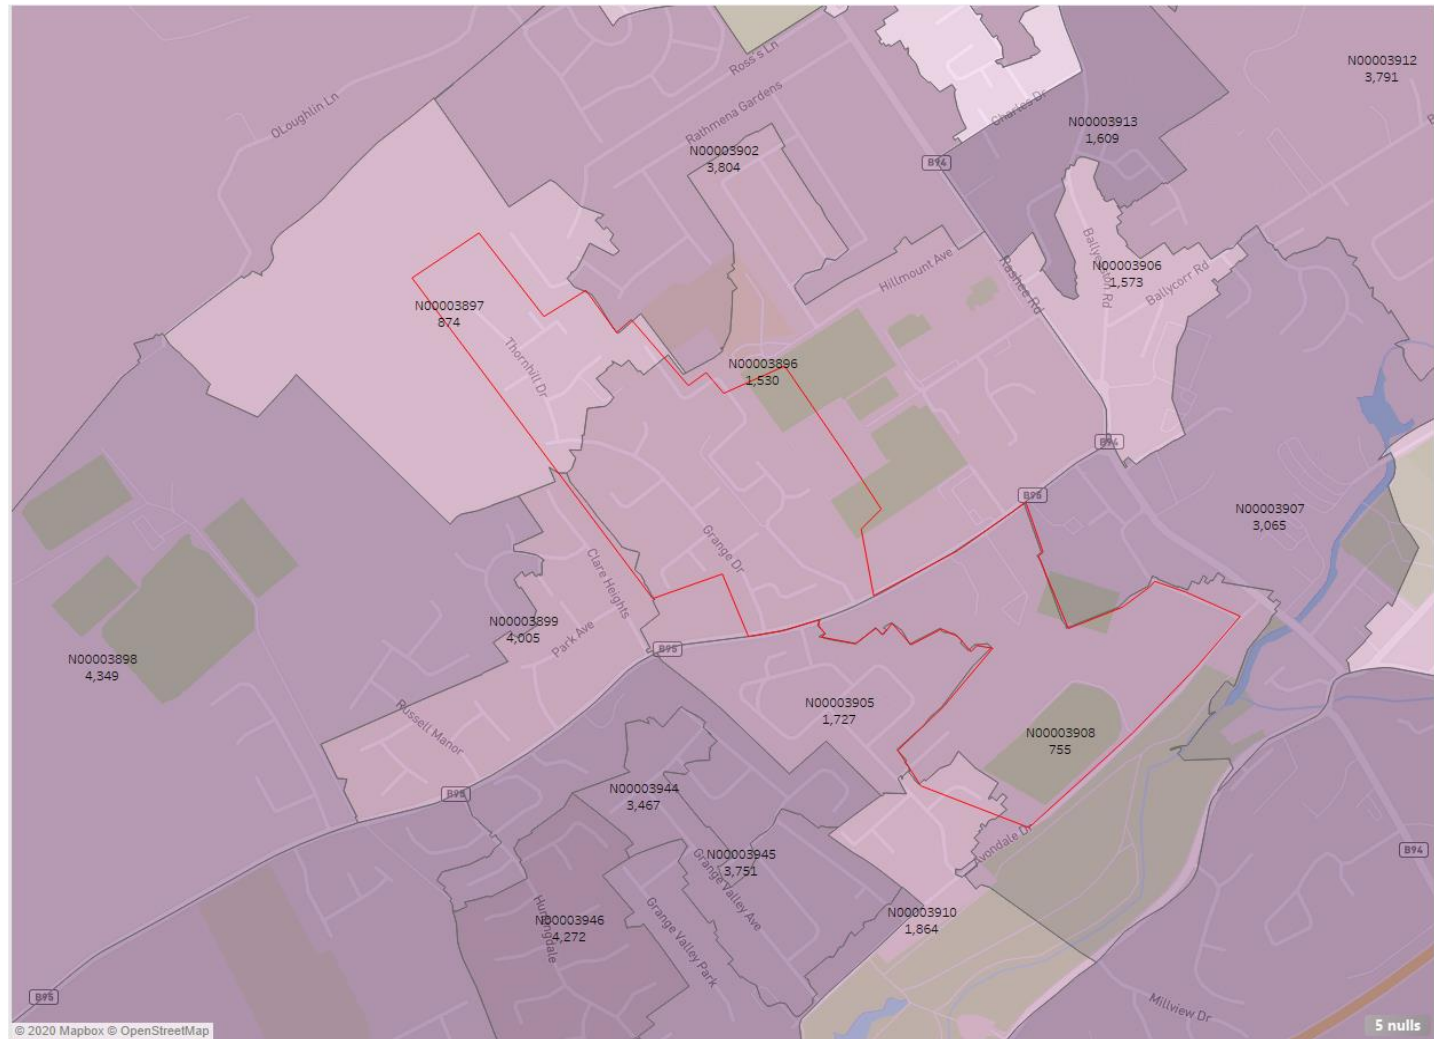 Ross's Ln
OLoughlin Ln
Rathmena Gardens
N00003912
3,791
Charles Dr
N00003913
1,609
N00003902
3,804
B94
Hillmount Ave
Rashee Rd
N00003906
1,573
Ballycorr Rd
N00003897
874
Thornhill Dr
N00003896
1,530
B94
B95
N00003907
3,065
Grange Dr
Clare Heights
N00003899
4,005
Park Ave
B95
N00003898
4,349
Russell Manor
N00003905
1,727
N00003908
755
B95
N00003944
3,467
Avondale Dr
B94
N00003945
3,751
Grange Valley Ave
N00003946
4,272
Huntingdale
Grange Valley Park
N00003910
1,864
B95
Millview Dr
© 2020 Mapbox © OpenStreetMap
5 nulls